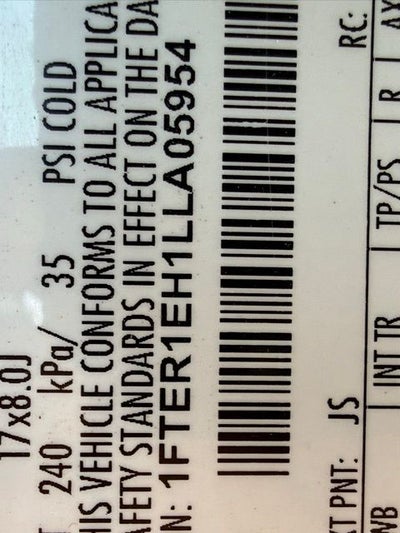 17x8.0J
240 kPa/ 35 PSI COLD
HIS VEHICLE CONFORMS TO ALL APPLICA
AFETY STANDARDS IN EFFECT ON THE DA
N: 1FTER1EH1LLA05954
XT PNT: JS RC:
WB INT TR TP/PS R AX